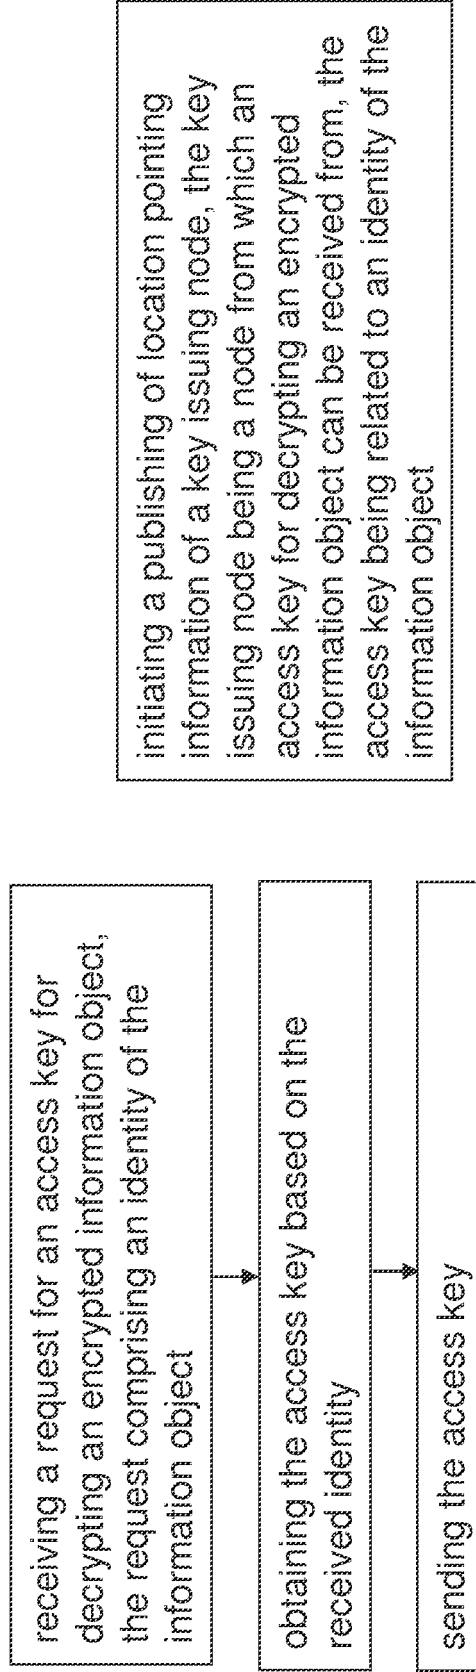 receiving a request for an access key for
decrypting an encrypted information object,
the request comprising an identity of the
information object
obtaining the access key based on the
received identity
sending the access key
initiating a publishing of location pointing
information of a key issuing node, the key
issuing node being a node from which an
access key for decrypting an encrypted
information object can be received from, the
access key being related to an identity of the
information object